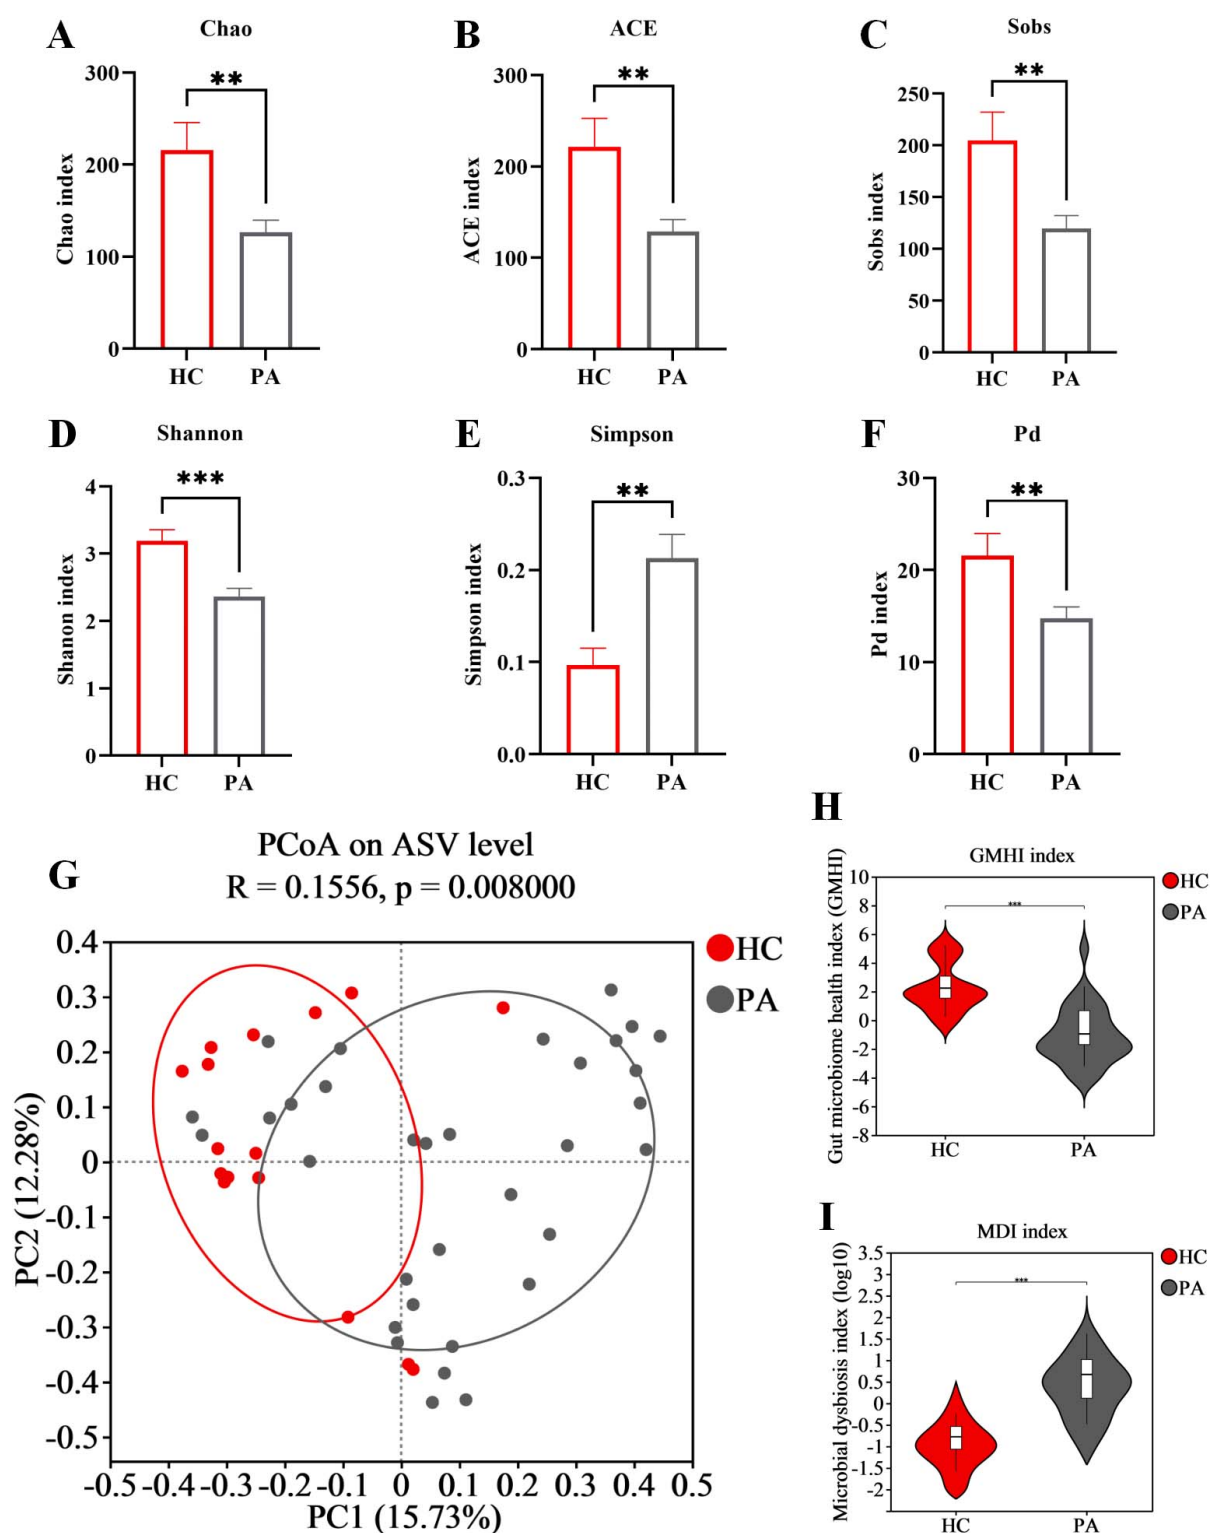 A
Chao
**
Chao index
300
200
100
0
HC
PA
B
ACE
**
ACE index
300
200
100
0
HC
PA
C
Sobs
**
Sobs index
250
200
150
100
50
0
HC
PA
D
Shannon
***
Shanon index
4
3
2
1
0
HC
PA
E
Simpson
**
Simpson index
0.3
0.2
0.1
0.0
HC
PA
F
Pd
**
Pd index
30
20
10
0
HC
PA
G
PCoA on ASV level
R = 0.1556, p = 0.008000
HC
PA
PC2 (12.28%)
0.4
0.3
0.2
0.1
0
-0.1
-0.2
-0.3
-0.4
-0.5
-0.5 -0.4 -0.3 -0.2 -0.1 0 0.1 0.2 0.3 0.4 0.5
PC1 (15.73%)
H
GMHI index
***
HC
PA
Gut microbiome health index (GMHI)
10
8
6
4
2
0
-2
-4
-6
-8
HC
PA
I
MDI index
***
HC
PA
Microbial dysbiosis index (log10)
3.5
3
2.5
2
1.5
1
0.5
0
-0.5
-1
-1.5
-2
HC
PA